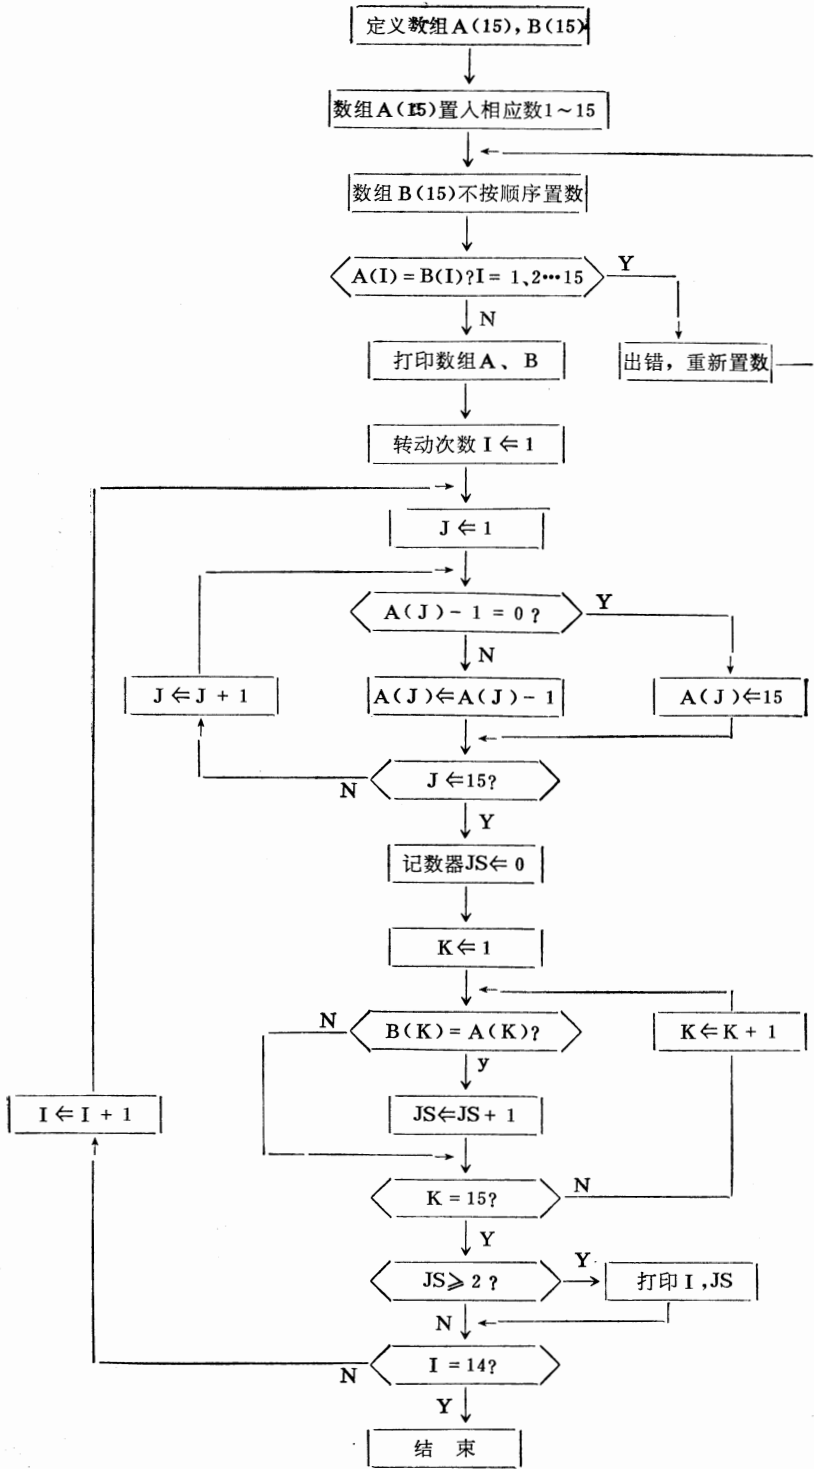 定义数组A(15), B(15)
数组A(15)置人相应数1~15
数组B(15)不按顺序置数
A(I)=B(I)?I= 1、2…15
Y
N
打印数组A、B
出错，重新置数
转动次数 I⇐1
J⇐1
A(J)-1=0?
Y
N
J⇐J+1
A(J)⇐A(J)-1
A(J)⇐15
J⇐15?
N
Y
记数器JS⇐0
K⇐1
N
B(K)=A(K)?
K⇐K+1
y
I⇐I+1
JS⇐JS+1
K=15?
N
Y
JS⩾2?
Y
打印I,JS
N
I=14?
N
Y
结 束